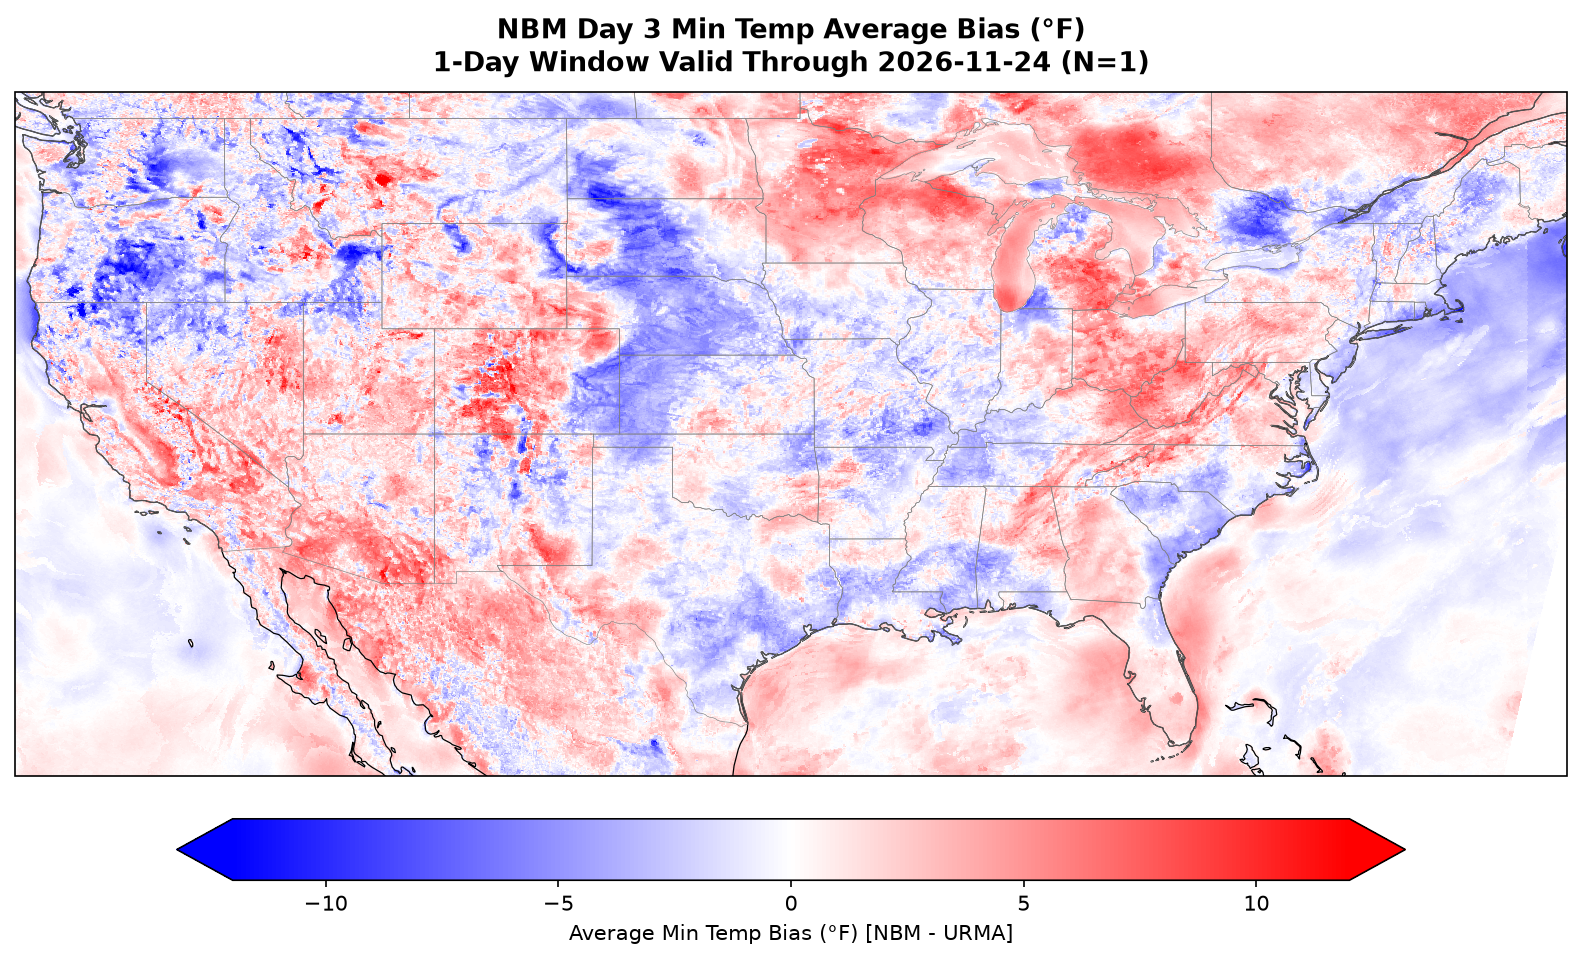 NBM Day 3 Min Temp Average Bias (°F)
1-Day Window Valid Through 2026-11-24 (N=1)
−10 −5 0 5 10
Average Min Temp Bias (°F) [NBM - URMA]